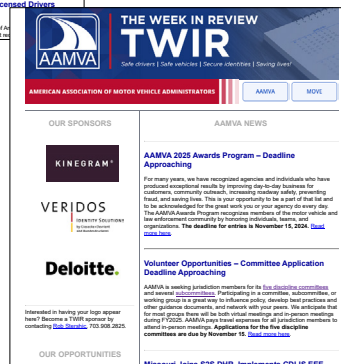 censed Drivers
THE WEEK IN REVIEW
TWIR
AAMVA
Safe drivers | Safe vehicles | Secure identities | Saving lives!
AMERICAN ASSOCIATION OF MOTOR VEHICLE ADMINISTRATORS
AAMVA
MOVE
OUR SPONSORS
KINEGRAM®
VERIDOS
IDENTITY SOLUTIONS
by Giesecke+Devrient
and Bundesdruckerei
Deloitte.
Interested in having your logo appear
here? Become a TWIR sponsor by
contacting Rob Stershic, 703.908.2825.
OUR OPPORTUNITIES
AAMVA NEWS
AAMVA 2025 Awards Program – Deadline
Approaching
For many years, we have recognized agencies and individuals who have
produced exceptional results by improving day-to-day business for
customers, community outreach, increasing roadway safety, preventing
fraud, and saving lives. This is your opportunity to be a part of that list and
to be acknowledged for the great work you or your agency do every day.
The AAMVA Awards Program recognizes members of the motor vehicle and
law enforcement community by honoring individuals, teams, and
organizations. The deadline for entries is November 15, 2024. Read
more here.
Volunteer Opportunities – Committee Application
Deadline Approaching
AAMVA is seeking jurisdiction members for its five discipline committees
and several subcommittees. Participating in a committee, subcommittee, or
working group is a great way to influence policy, develop best practices and
other guidance documents, and network with your peers. We anticipate that
for most groups there will be both virtual meetings and in-person meetings
during FY2025. AAMVA pays travel expenses for all jurisdiction members to
attend in-person meetings. Applications for the five discipline
committees are due by November 15. Read more here.
Missouri Joins S2S DHR, Implements CDLIS EEE